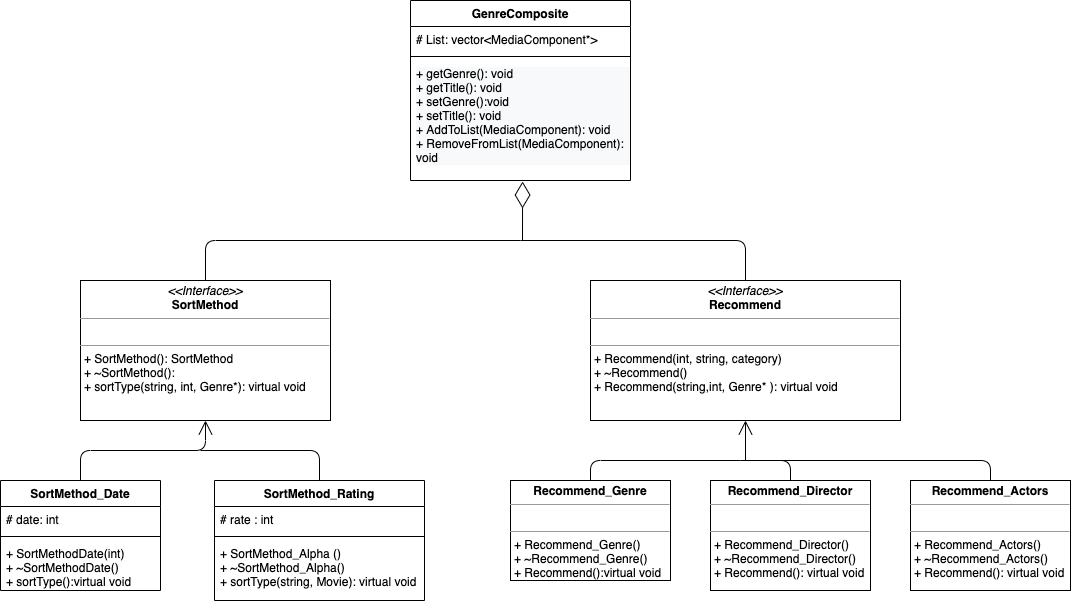 GenreComposite
# List: vector<MediaComponent*>
+ getGenre(): void
+ getTitle(): void
+ setGenre():void
+ setTitle(): void
+ AddToList(MediaComponent): void
+ RemoveFromList(MediaComponent):
void
<<Interface>>
SortMethod
+ SortMethod(): SortMethod
+ ~SortMethod():
+ sortType(string, int, Genre*): virtual void
<<Interface>>
Recommend
+ Recommend(int, string, category)
+ ~Recommend()
+ Recommend(string,int, Genre* ): virtual void
SortMethod_Date
# date: int
+ SortMethodDate(int)
+ ~SortMethodDate()
+ sortType():virtual void
SortMethod_Rating
# rate : int
+ SortMethod_Alpha ()
+ ~SortMethod_Alpha()
+ sortType(string, Movie): virtual void
Recommend_Genre
+ Recommend_Genre()
+ ~Recommend_Genre()
+ Recommend():virtual void
Recommend_Director
+ Recommend_Director()
+ ~Recommend_Director()
+ Recommend(): virtual void
Recommend_Actors
+ Recommend_Actors()
+ ~Recommend_Actors()
+ Recommend(): virtual void